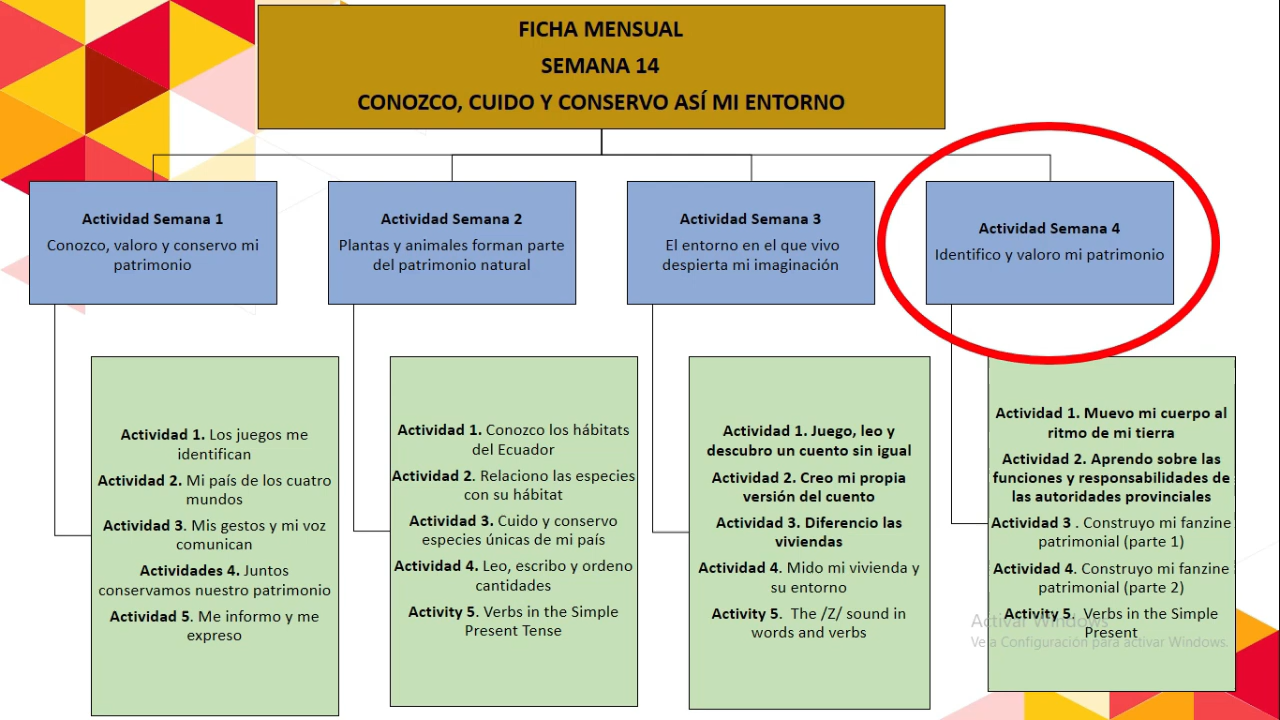 FICHA MENSUAL
SEMANA 14
CONOZCO, CUIDO Y CONSERVO ASÍ MI ENTORNO
Actividad Semana 1
Conozco, valoro y conservo mi
patrimonio
Actividad Semana 2
Plantas y animales forman parte
del patrimonio natural
Actividad Semana 3
El entorno en el que vivo
despierta mi imaginación
Actividad Semana 4
Identifico y valoro mi patrimonio
Actividad 1. Los juegos me
identifican
Actividad 2. Mi país de los cuatro
mundos
Actividad 3. Mis gestos y mi voz
comunican
Actividades 4. Juntos
conservamos nuestro patrimonio
Actividad 5. Me informo y me
expreso
Actividad 1. Conozco los hábitats
del Ecuador
Actividad 2. Relaciono las especies
con su hábitat
Actividad 3. Cuido y conservo
especies únicas de mi país
Actividad 4. Leo, escribo y ordeno
cantidades
Activity 5. Verbs in the Simple
Present Tense
Actividad 1. Juego, leo y
descubro un cuento sin igual
Actividad 2. Creo mi propia
versión del cuento
Actividad 3. Diferencio las
viviendas
Actividad 4. Mido mi vivienda y
su entorno
Activity 5. The /Z/ sound in
words and verbs
Actividad 1. Muevo mi cuerpo al
ritmo de mi tierra
Actividad 2. Aprendo sobre las
funciones y responsabilidades de
las autoridades provinciales
Actividad 3 . Construyo mi fanzine
patrimonial (parte 1)
Actividad 4. Construyo mi fanzine
patrimonial (parte 2)
Activity 5. Verbs in the Simple
Present
Activar Windows
Ve a Configuración para activar Windows.